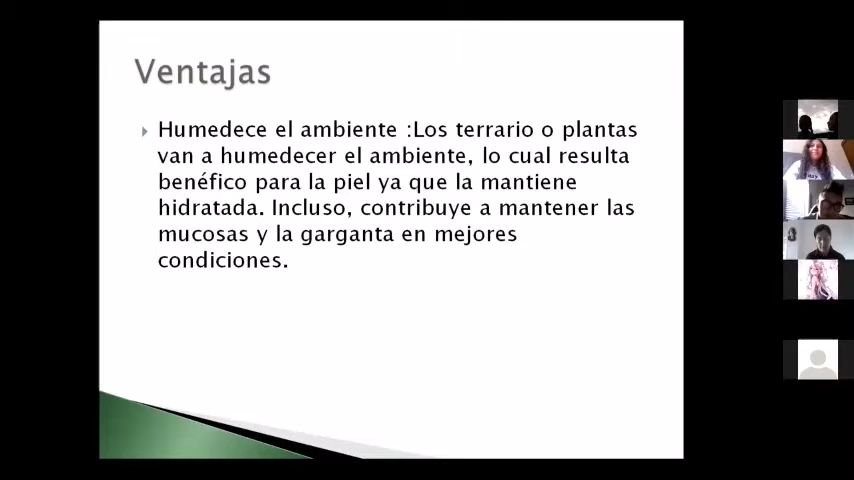 Ventajas
Humedece el ambiente :Los terrario o plantas
van a humedecer el ambiente, lo cual resulta
benéfico para la piel ya que la mantiene
hidratada. Incluso, contribuye a mantener las
mucosas y la garganta en mejores
condiciones.